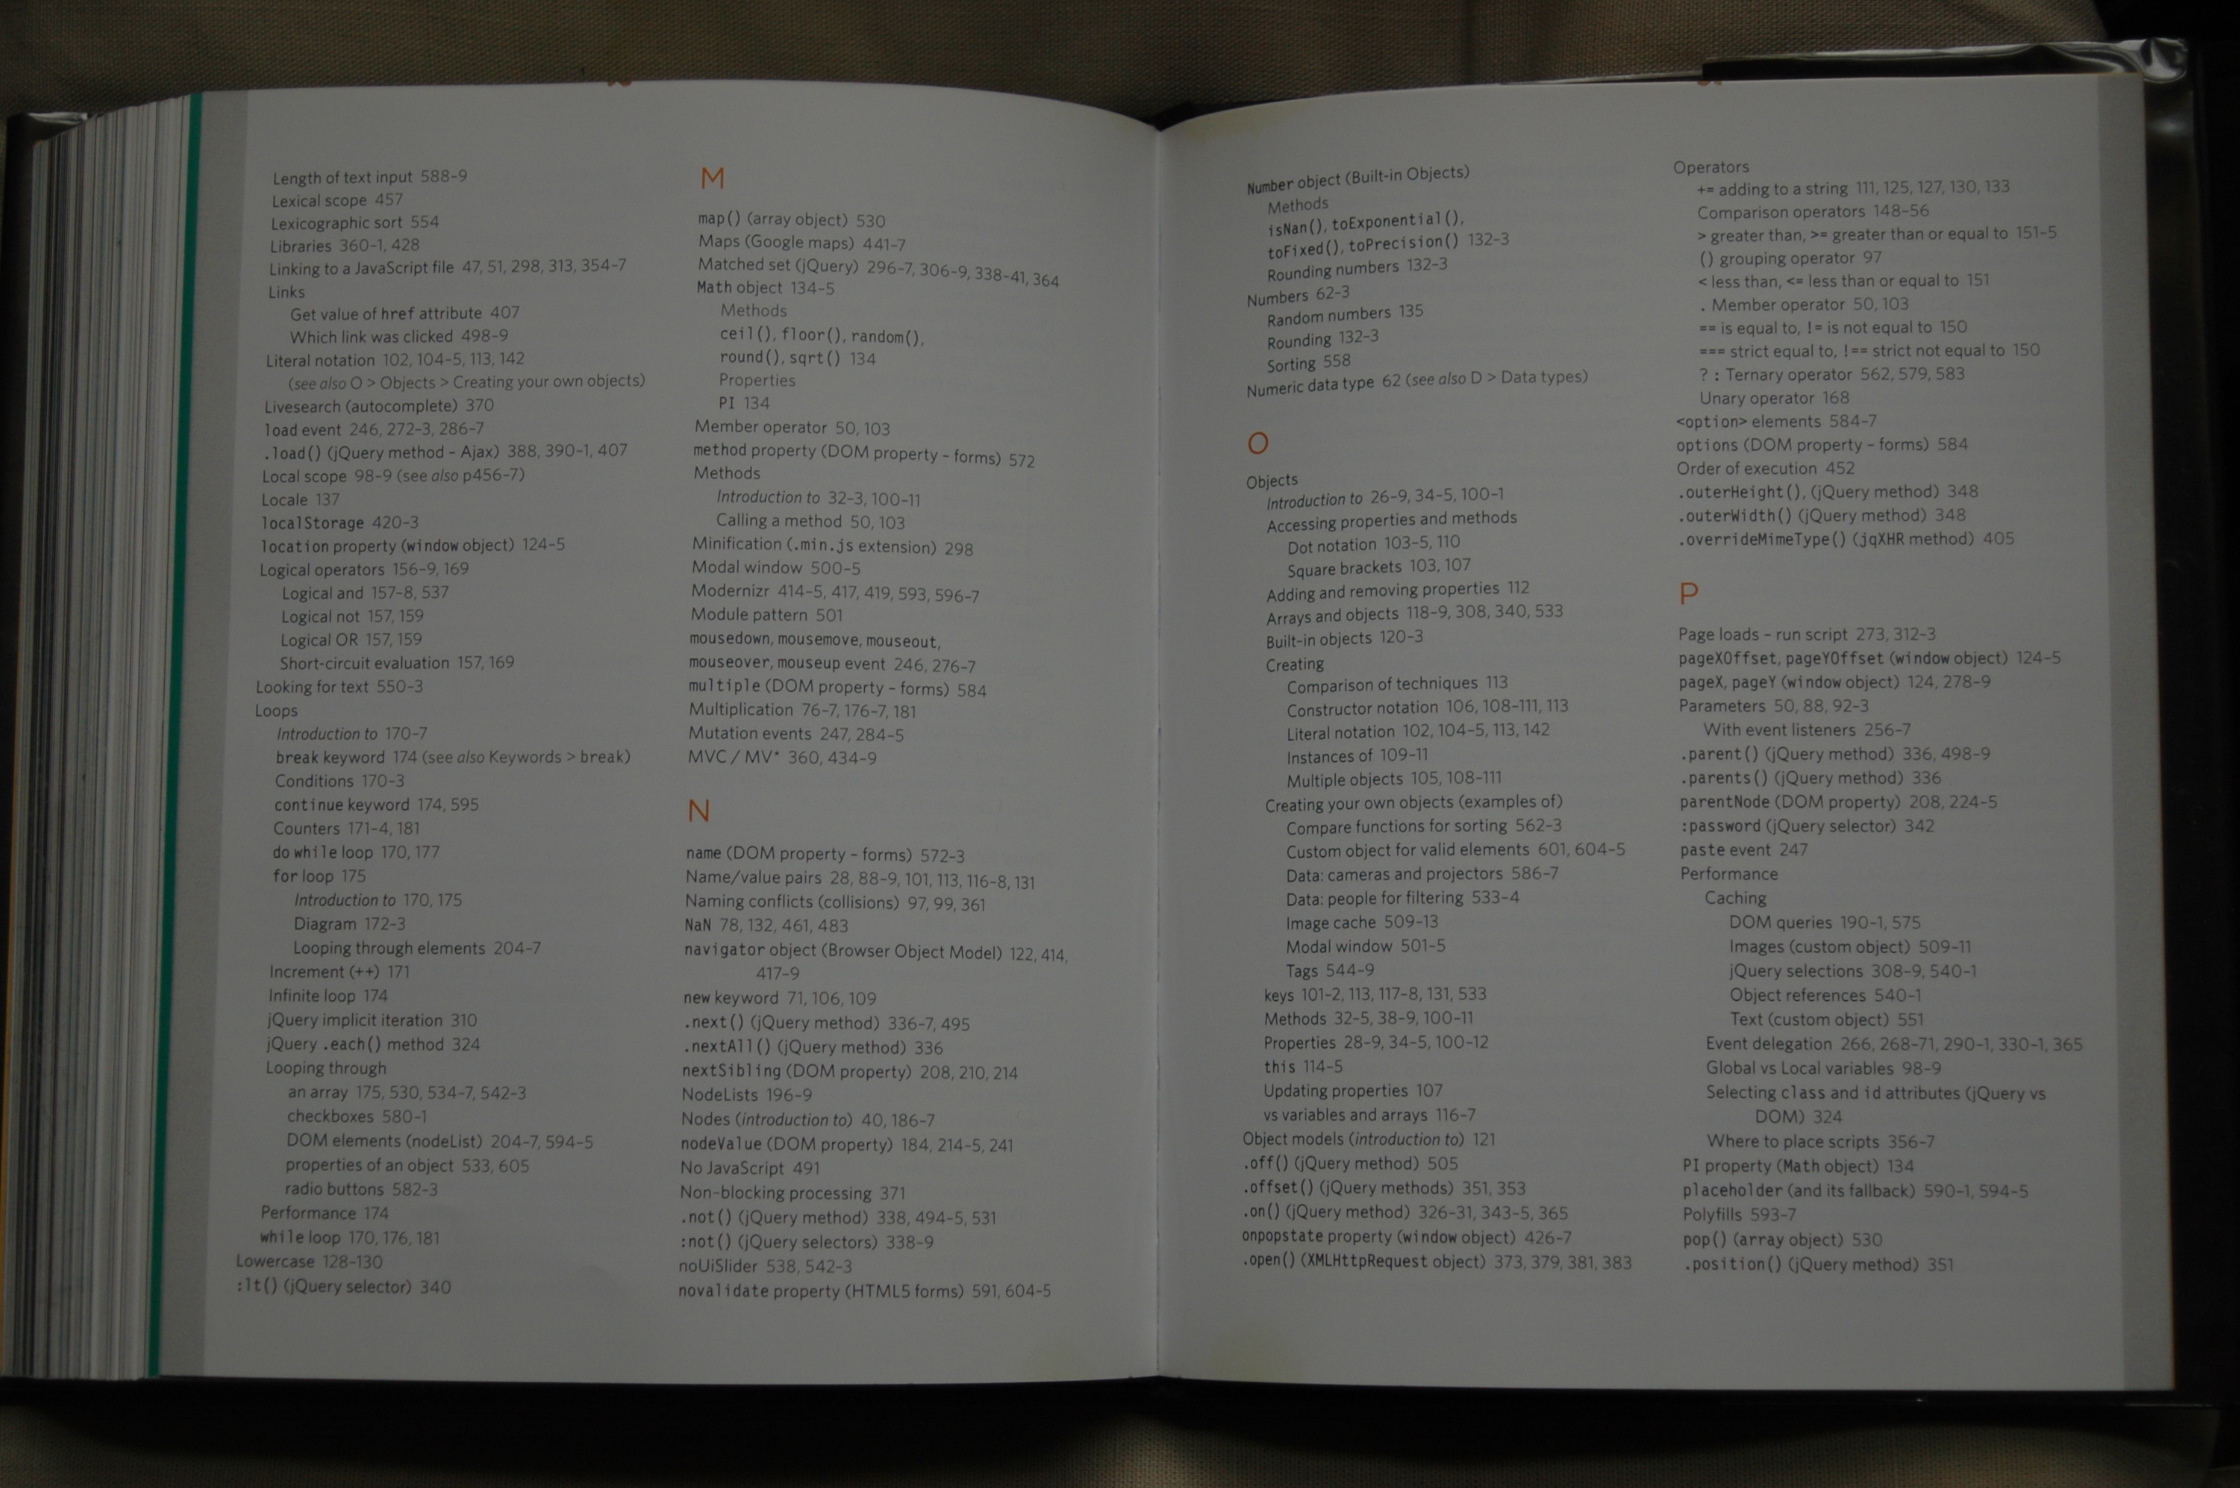 Length of text input 588-9
Lexical scope 457
Lexicographic sort 554
Libraries 360-1, 428
Linking to a JavaScript file 47, 51, 298, 313, 354-7
Links
Get value of href attribute 407
Which link was clicked 498-9
Literal notation 102, 104-5, 113, 142
(see also O > Objects > Creating your own objects)
Livesearch (autocomplete) 370
load event 246, 272-3, 286-7
.load() (jQuery method - Ajax) 388, 390-1, 407
Local scope 98-9 (see also p456-7)
Locale 137
localStorage 420-3
location property (window object) 124-5
Logical operators 156-9, 169
Logical and 157-8, 537
Logical not 157, 159
Logical OR 157, 159
Short-circuit evaluation 157, 169
Looking for text 550-3
Loops
Introduction to 170-7
break keyword 174 (see also Keywords > break)
Conditions 170-3
continue keyword 174, 595
Counters 171-4, 181
do while loop 170, 177
for loop 175
Introduction to 170, 175
Diagram 172-3
Looping through elements 204-7
Increment (++) 171
Infinite loop 174
jQuery implicit iteration 310
jQuery .each() method 324
Looping through
an array 175, 530, 534-7, 542-3
checkboxes 580-1
DOM elements (nodeList) 204-7, 594-5
properties of an object 533, 605
radio buttons 582-3
Performance 174
while loop 170, 176, 181
Lowercase 128-130
:lt() (jQuery selector) 340
M
map() (array object) 530
Maps (Google maps) 441-7
Matched set (jQuery) 296-7, 306-9, 338-41, 364
Math object 134-5
Methods
ceil(), floor(), random(),
round(), sqrt() 134
Properties
PI 134
Member operator 50, 103
method property (DOM property - forms) 572
Methods
Introduction to 32-3, 100-11
Calling a method 50, 103
Minification (.min.js extension) 298
Modal window 500-5
Modernizr 414-5, 417, 419, 593, 596-7
Module pattern 501
mousedown, mousemove, mouseout,
mouseover, mouseup event 246, 276-7
multiple (DOM property - forms) 584
Multiplication 76-7, 176-7, 181
Mutation events 247, 284-5
MVC / MV* 360, 434-9
N
name (DOM property - forms) 572-3
Name/value pairs 28, 88-9, 101, 113, 116-8, 131
Naming conflicts (collisions) 97, 99, 361
NaN 78, 132, 461, 483
navigator object (Browser Object Model) 122, 414,
417-9
new keyword 71, 106, 109
.next() (jQuery method) 336-7, 495
.nextAll() (jQuery method) 336
nextSibling (DOM property) 208, 210, 214
NodeLists 196-9
Nodes (introduction to) 40, 186-7
nodeValue (DOM property) 184, 214-5, 241
No JavaScript 491
Non-blocking processing 371
.not() (jQuery method) 338, 494-5, 531
:not() (jQuery selectors) 338-9
noUiSlider 538, 542-3
novalidate property (HTML5 forms) 591, 604-5
Number object (Built-in Objects)
Methods
isNan(), toExponential(),
toFixed(), toPrecision() 132-3
Rounding numbers 132-3
Numbers 62-3
Random numbers 135
Rounding 132-3
Sorting 558
Numeric data type 62 (see also D > Data types)
O
Objects
Introduction to 26-9, 34-5, 100-1
Accessing properties and methods
Dot notation 103-5, 110
Square brackets 103, 107
Adding and removing properties 112
Arrays and objects 118-9, 308, 340, 533
Built-in objects 120-3
Creating
Comparison of techniques 113
Constructor notation 106, 108-111, 113
Literal notation 102, 104-5, 113, 142
Instances of 109-11
Multiple objects 105, 108-111
Creating your own objects (examples of)
Compare functions for sorting 562-3
Custom object for valid elements 601, 604-5
Data: cameras and projectors 586-7
Data: people for filtering 533-4
Image cache 509-13
Modal window 501-5
Tags 544-9
keys 101-2, 113, 117-8, 131, 533
Methods 32-5, 38-9, 100-11
Properties 28-9, 34-5, 100-12
this 114-5
Updating properties 107
vs variables and arrays 116-7
Object models (introduction to) 121
.off() (jQuery method) 505
.offset() (jQuery methods) 351, 353
.on() (jQuery method) 326-31, 343-5, 365
onpopstate property (window object) 426-7
.open() (XMLHttpRequest object) 373, 379, 381, 383
Operators
+= adding to a string 111, 125, 127, 130, 133
Comparison operators 148-56
> greater than, >= greater than or equal to 151-5
() grouping operator 97
< less than, <= less than or equal to 151
. Member operator 50, 103
== is equal to, != is not equal to 150
=== strict equal to, !== strict not equal to 150
? : Ternary operator 562, 579, 583
Unary operator 168
<option> elements 584-7
options (DOM property - forms) 584
Order of execution 452
.outerHeight(), (jQuery method) 348
.outerWidth() (jQuery method) 348
.overrideMimeType() (jqXHR method) 405
P
Page loads - run script 273, 312-3
pageXOffset, pageYOffset (window object) 124-5
pageX, pageY (window object) 124, 278-9
Parameters 50, 88, 92-3
With event listeners 256-7
.parent() (jQuery method) 336, 498-9
.parents() (jQuery method) 336
parentNode (DOM property) 208, 224-5
:password (jQuery selector) 342
paste event 247
Performance
Caching
DOM queries 190-1, 575
Images (custom object) 509-11
jQuery selections 308-9, 540-1
Object references 540-1
Text (custom object) 551
Event delegation 266, 268-71, 290-1, 330-1, 365
Global vs Local variables 98-9
Selecting class and id attributes (jQuery vs
DOM) 324
Where to place scripts 356-7
PI property (Math object) 134
placeholder (and its fallback) 590-1, 594-5
Polyfills 593-7
pop() (array object) 530
.position() (jQuery method) 351